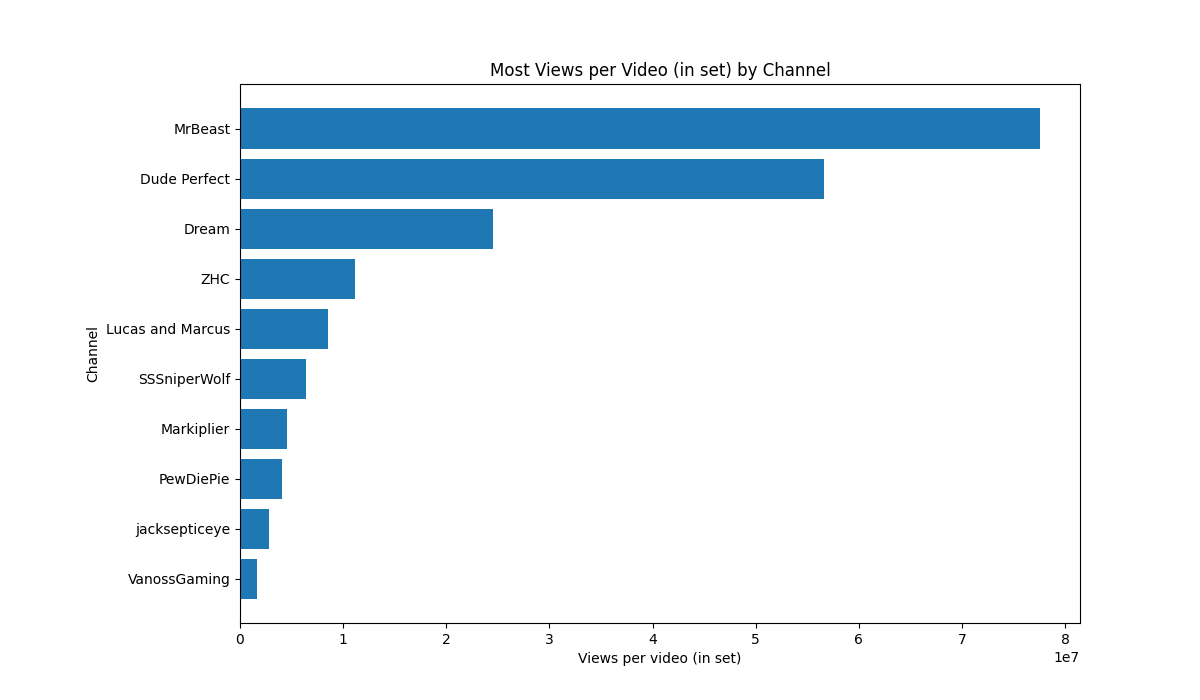 Most Views per Video (in set) by Channel
MrBeast
Dude Perfect
Dream
ZHC
Lucas and Marcus
SSSniperWolf
Markiplier
PewDiePie
jacksepticeye
VanossGaming
Channel
0 1 2 3 4 5 6 7 8
1e7
Views per video (in set)